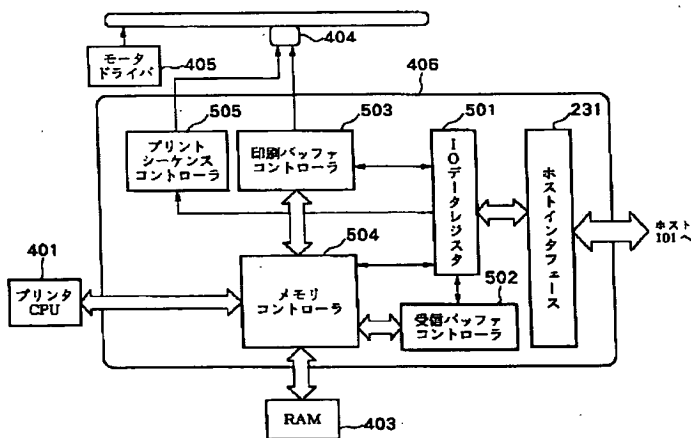 404
モータ
ドライバ
405
406
505
503
501
231
プリント
シーケンス
コントローラ
印刷バッファ
コントローラ
IOデータレジスタ
ホストインタフェース
ホスト
101へ
504
401
プリンタ
CPU
メモリ
コントローラ
502
受信バッファ
コントローラ
RAM
403